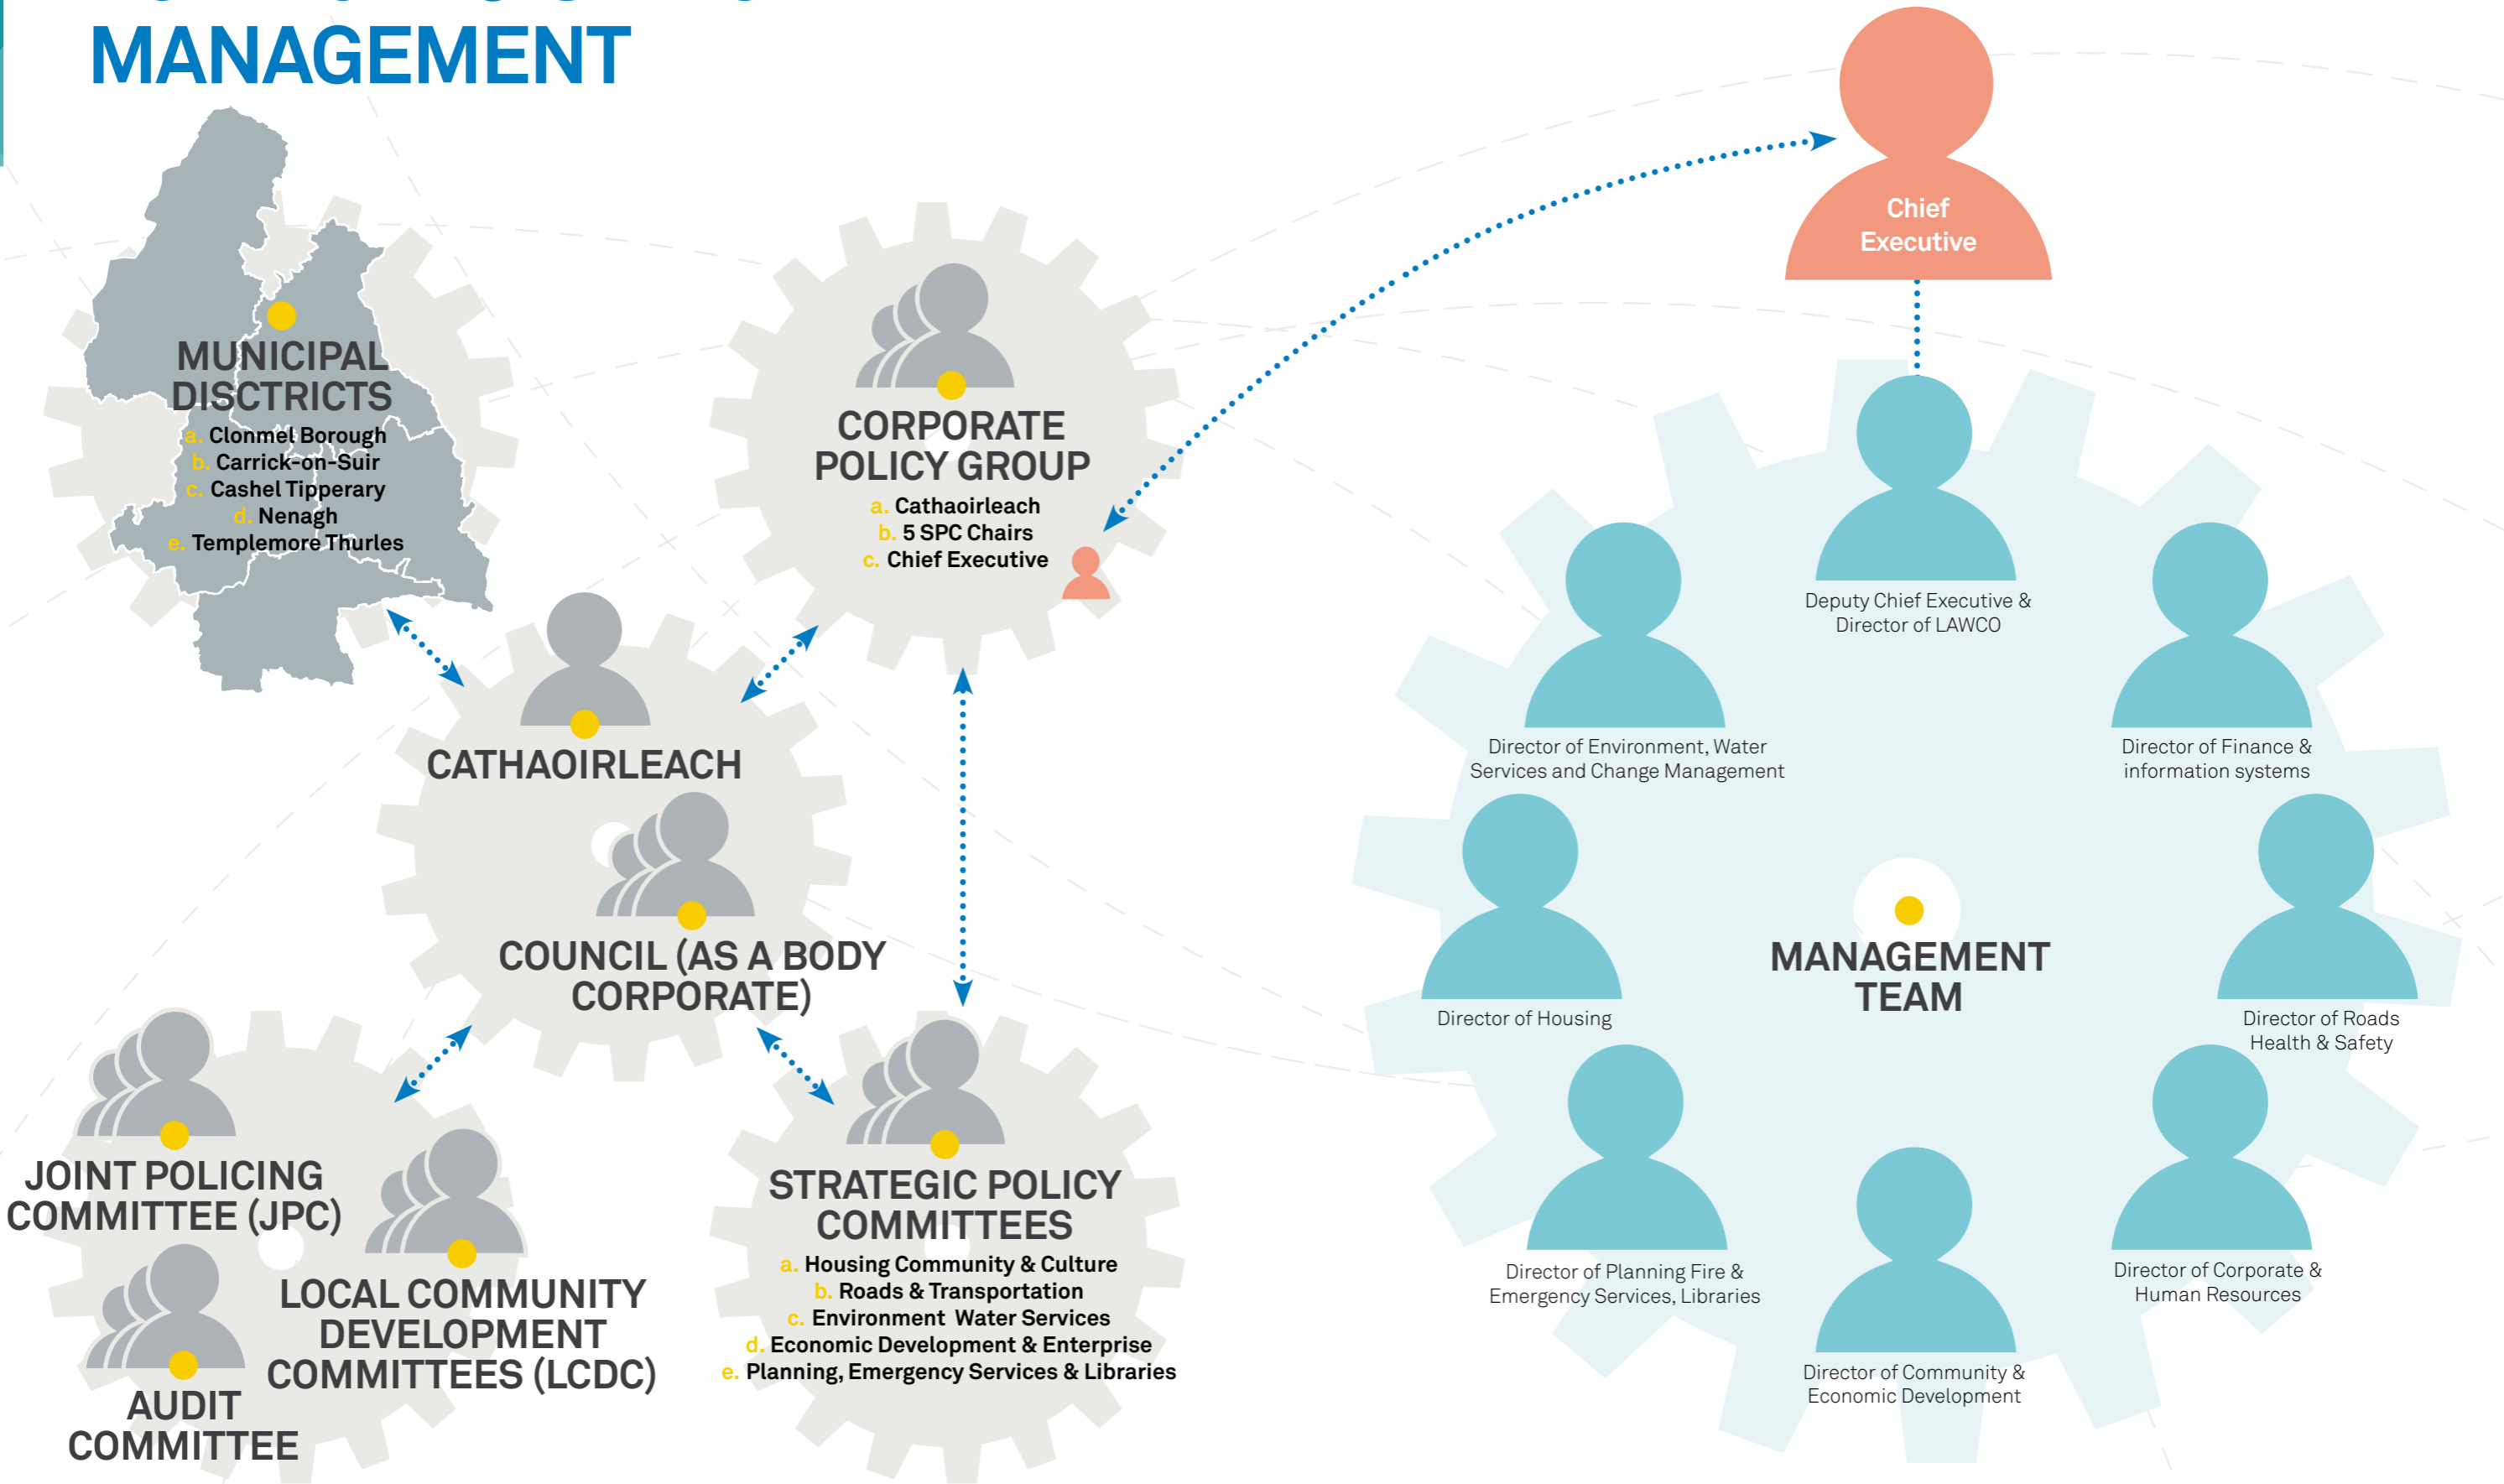 MANAGEMENT
MUNICIPAL
DISCTRICTS
a. Clonmel Borough
b. Carrick-on-Suir
c. Cashel Tipperary
d. Nenagh
e. Templemore Thurles
CORPORATE
POLICY GROUP
a. Cathaoirleach
b. 5 SPC Chairs
c. Chief Executive
CATHAOIRLEACH
COUNCIL (AS A BODY
CORPORATE)
JOINT POLICING
COMMITTEE (JPC)
LOCAL COMMUNITY
DEVELOPMENT
COMMITTEES (LCDC)
AUDIT
COMMITTEE
STRATEGIC POLICY
COMMITTEES
a. Housing Community & Culture
b. Roads & Transportation
c. Environment Water Services
d. Economic Development & Enterprise
e. Planning, Emergency Services & Libraries
Chief
Executive
Deputy Chief Executive &
Director of LAWCO
Director of Environment, Water
Services and Change Management
Director of Finance &
information systems
Director of Housing
MANAGEMENT
TEAM
Director of Roads
Health & Safety
Director of Planning Fire &
Emergency Services, Libraries
Director of Corporate &
Human Resources
Director of Community &
Economic Development